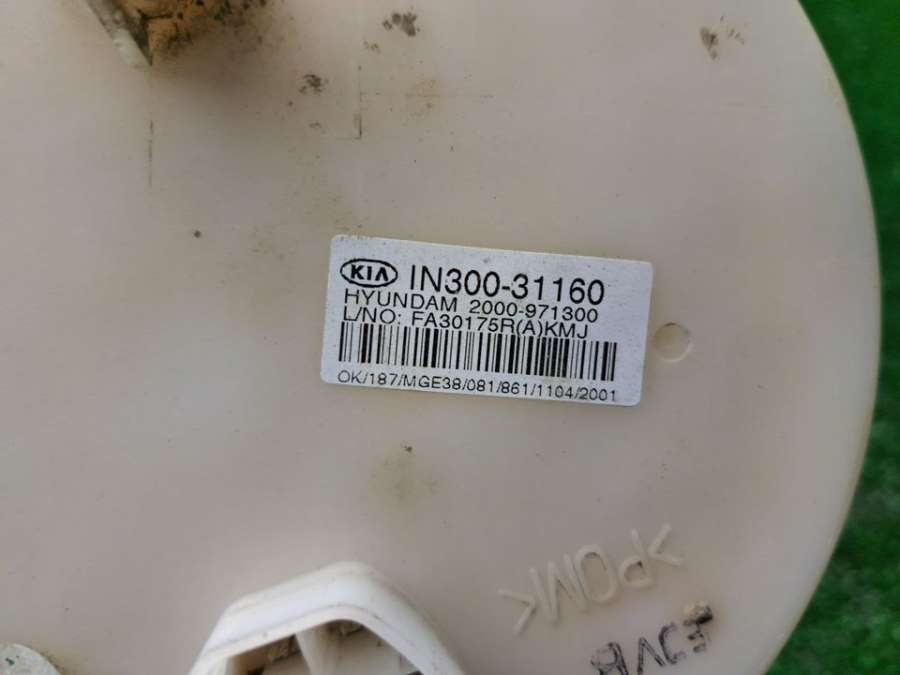 KIA IN300-31160
HYUNDAM 2000-971300
L/NO: FA30175R(A)KMJ
OK/187/MGE38/081/861/1104/2001
>POM<